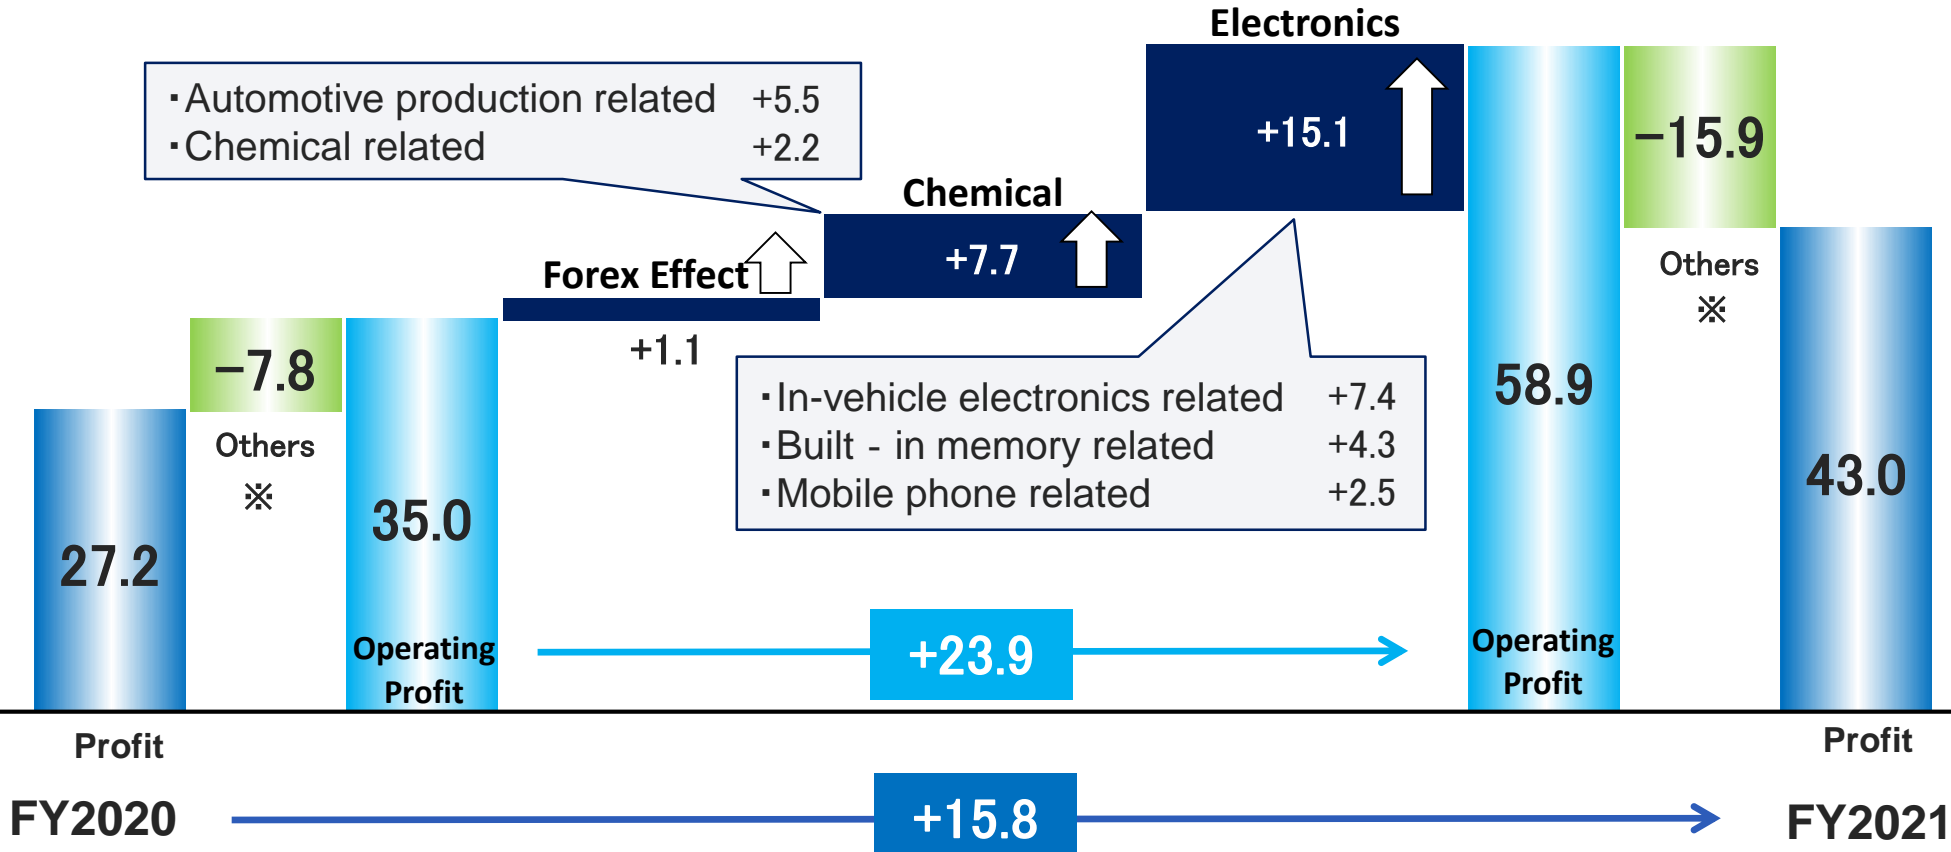 Electronics
・Automotive production related +5.5
・Chemical related +2.2
+15.1
−15.9
Chemical
+7.7
Forex Effect
+1.1
Others
※
−7.8
Others
※
・In-vehicle electronics related +7.4
・Built - in memory related +4.3
・Mobile phone related +2.5
58.9
43.0
35.0
27.2
Operating
Profit
+23.9
Operating
Profit
Profit
Profit
FY2020
+15.8
FY2021